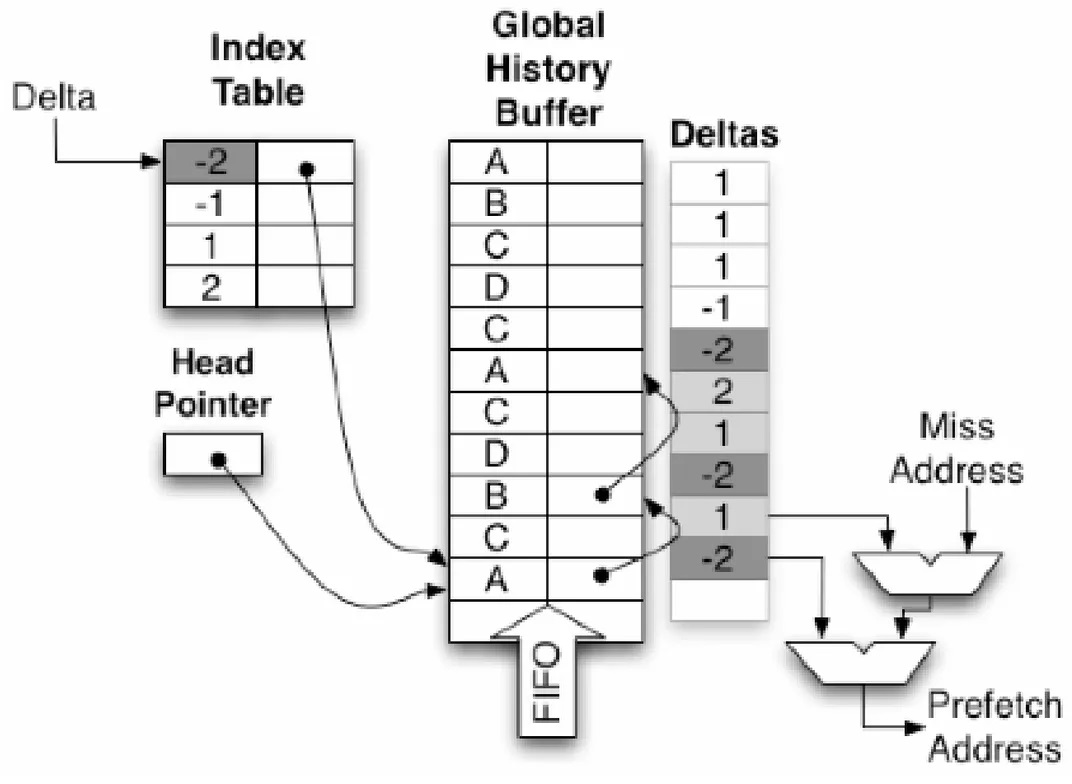 Delta
Index
Table
-2
-1
1
2
Head
Pointer
Global
History
Buffer
A
B
C
D
C
A
C
D
B
C
A
FIFO
Deltas
1
1
1
-1
-2
2
1
-2
1
-2
Miss
Address
Prefetch
Address